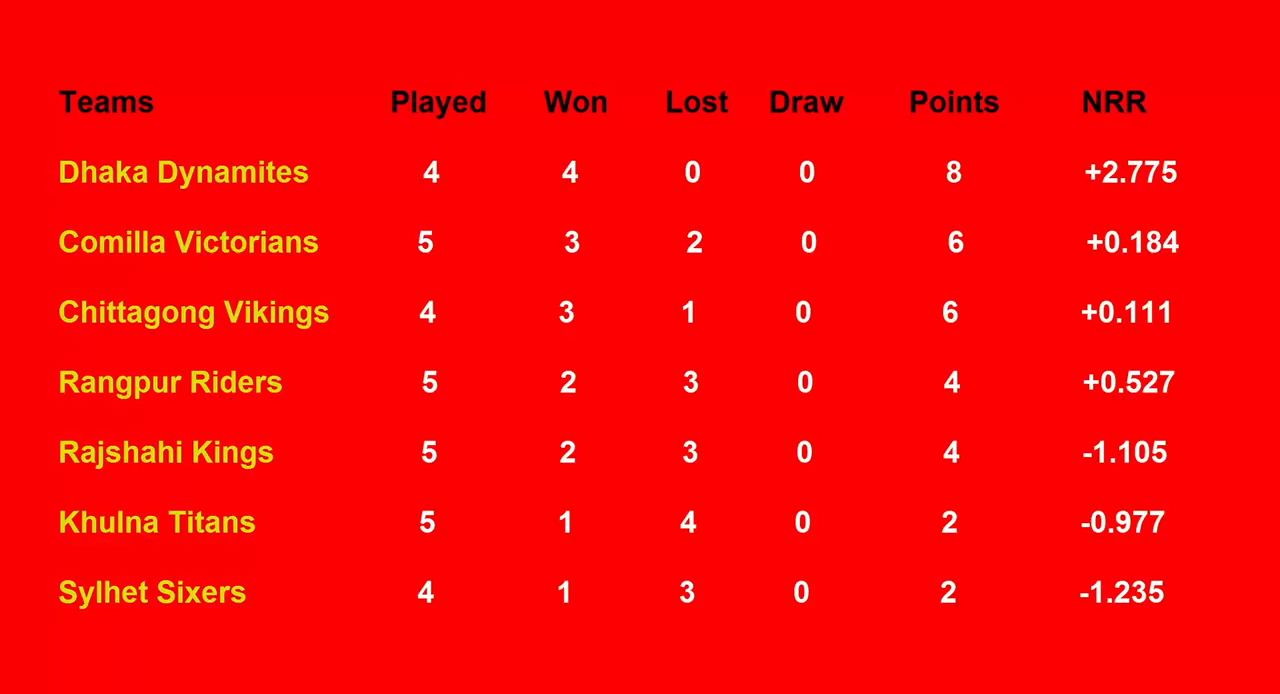 Teams Played Won Lost Draw Points NRR
Dhaka Dynamites 4 4 0 0 8 +2.775
Comilla Victorians 5 3 2 0 6 +0.184
Chittagong Vikings 4 3 1 0 6 +0.111
Rangpur Riders 5 2 3 0 4 +0.527
Rajshahi Kings 5 2 3 0 4 -1.105
Khulna Titans 5 1 4 0 2 -0.977
Sylhet Sixers 4 1 3 0 2 -1.235